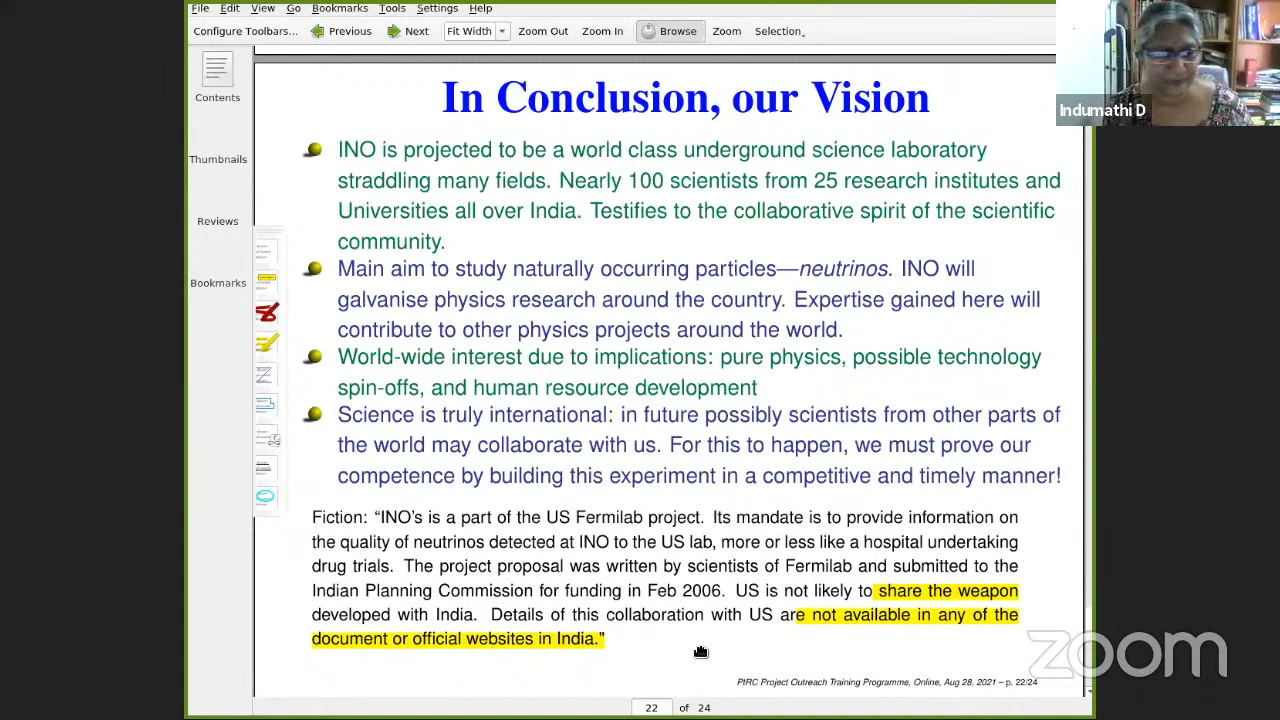 File Edit View Go Bookmarks Tools Settings Help
Configure Toolbars... Previous Next Fit Width Zoom Out Zoom In Browse Zoom Selection
Contents
Thumbnails
Reviews
Bookmarks
Indumathi D
In Conclusion, our Vision
INO is projected to be a world class underground science laboratory
straddling many fields. Nearly 100 scientists from 25 research institutes and
Universities all over India. Testifies to the collaborative spirit of the scientific
community.
Main aim to study naturally occurring particles—neutrinos. INO will
galvanise physics research around the country. Expertise gained here will
contribute to other physics projects around the world.
World-wide interest due to implications: pure physics, possible technology
spin-offs, and human resource development
Science is truly international: in future possibly scientists from other parts of
the world may collaborate with us. For this to happen, we must prove our
competence by building this experiment in a competitive and timely manner!
Fiction: “INO’s is a part of the US Fermilab project. Its mandate is to provide information on
the quality of neutrinos detected at INO to the US lab, more or less like a hospital undertaking
drug trials. The project proposal was written by scientists of Fermilab and submitted to the
Indian Planning Commission for funding in Feb 2006. US is not likely to share the weapon
developed with India. Details of this collaboration with US are not available in any of the
document or official websites in India."
PtRC Project Outreach Training Programme, Online, Aug 28, 2021 – p. 22/24
zoom
22 of 24